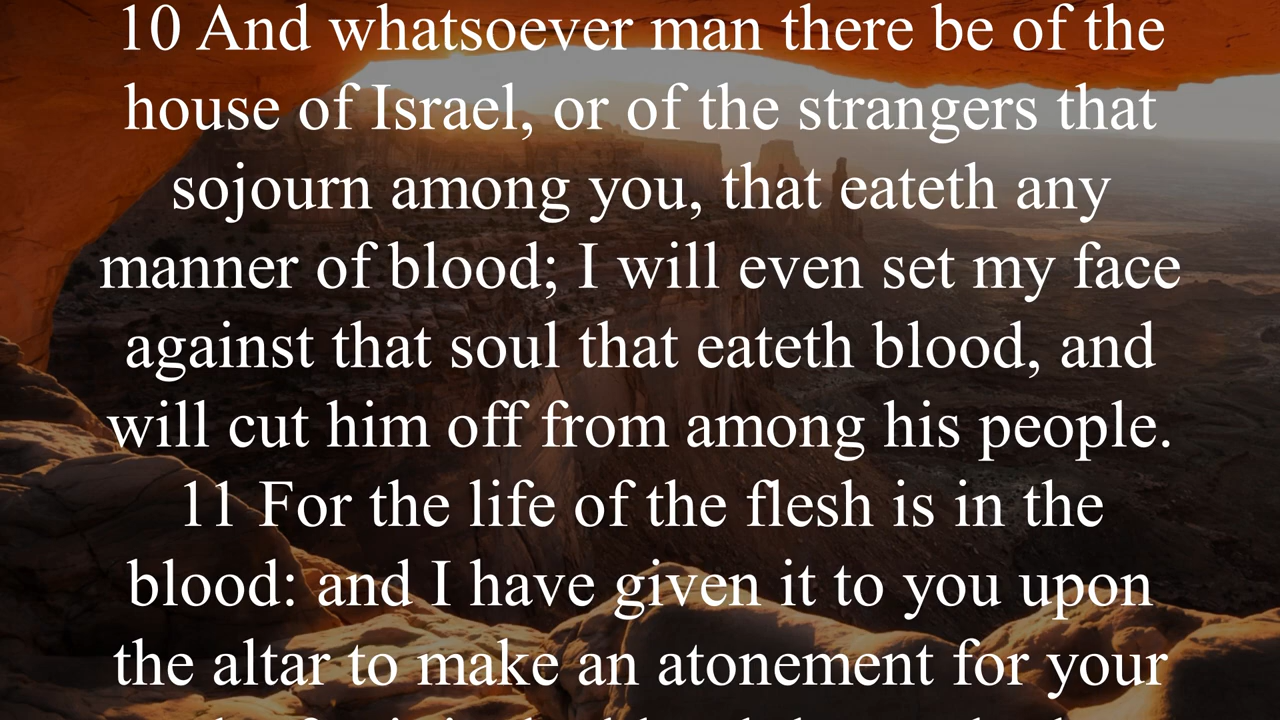 10 And whatsoever man there be of the
house of Israel, or of the strangers that
sojourn among you, that eateth any
manner of blood; I will even set my face
against that soul that eateth blood, and
will cut him off from among his people.
11 For the life of the flesh is in the
blood: and I have given it to you upon
the altar to make an atonement for your